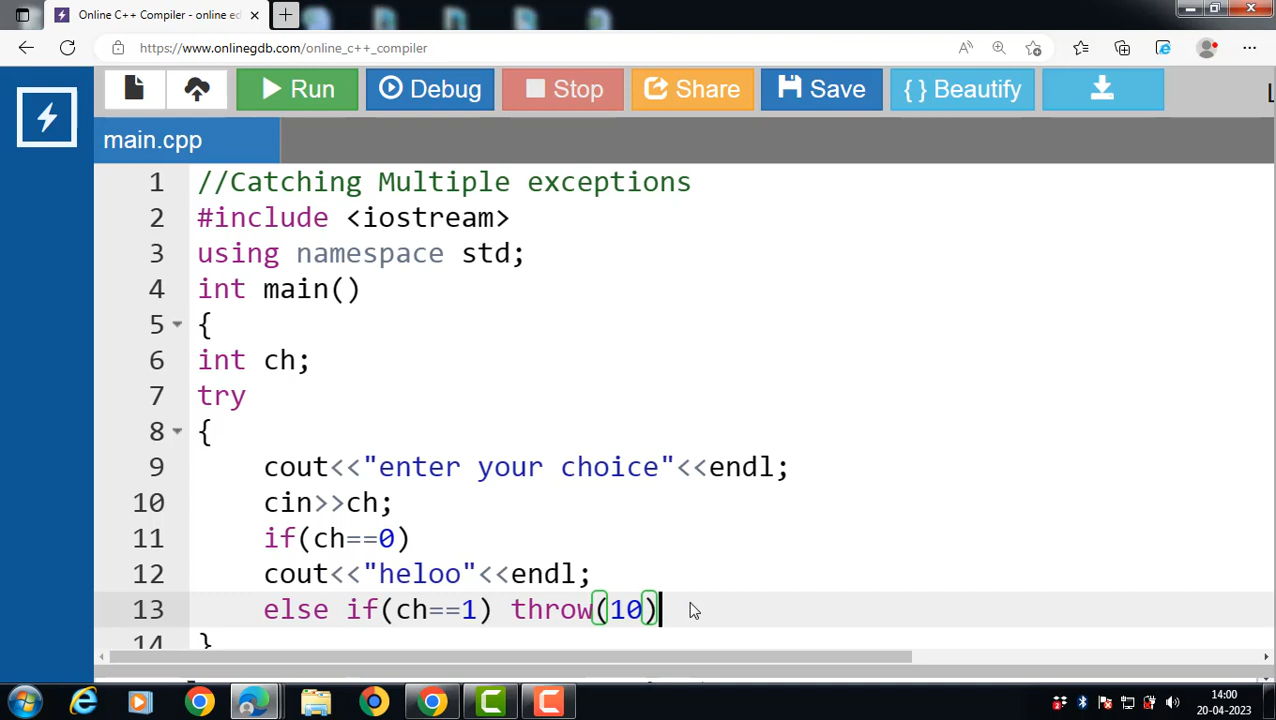 Online C++ Compiler - online ed
https://www.onlinegdb.com/online_c++_compiler
Run Debug Stop Share Save { } Beautify
main.cpp
1 //Catching Multiple exceptions
2 #include <iostream>
3 using namespace std;
4 int main()
5 {
6 int ch;
7 try
8 {
9 cout<<"enter your choice"<<endl;
10 cin>>ch;
11 if(ch==0)
12 cout<<"heloo"<<endl;
13 else if(ch==1) throw(10)
14 }
14:00
20-04-2023